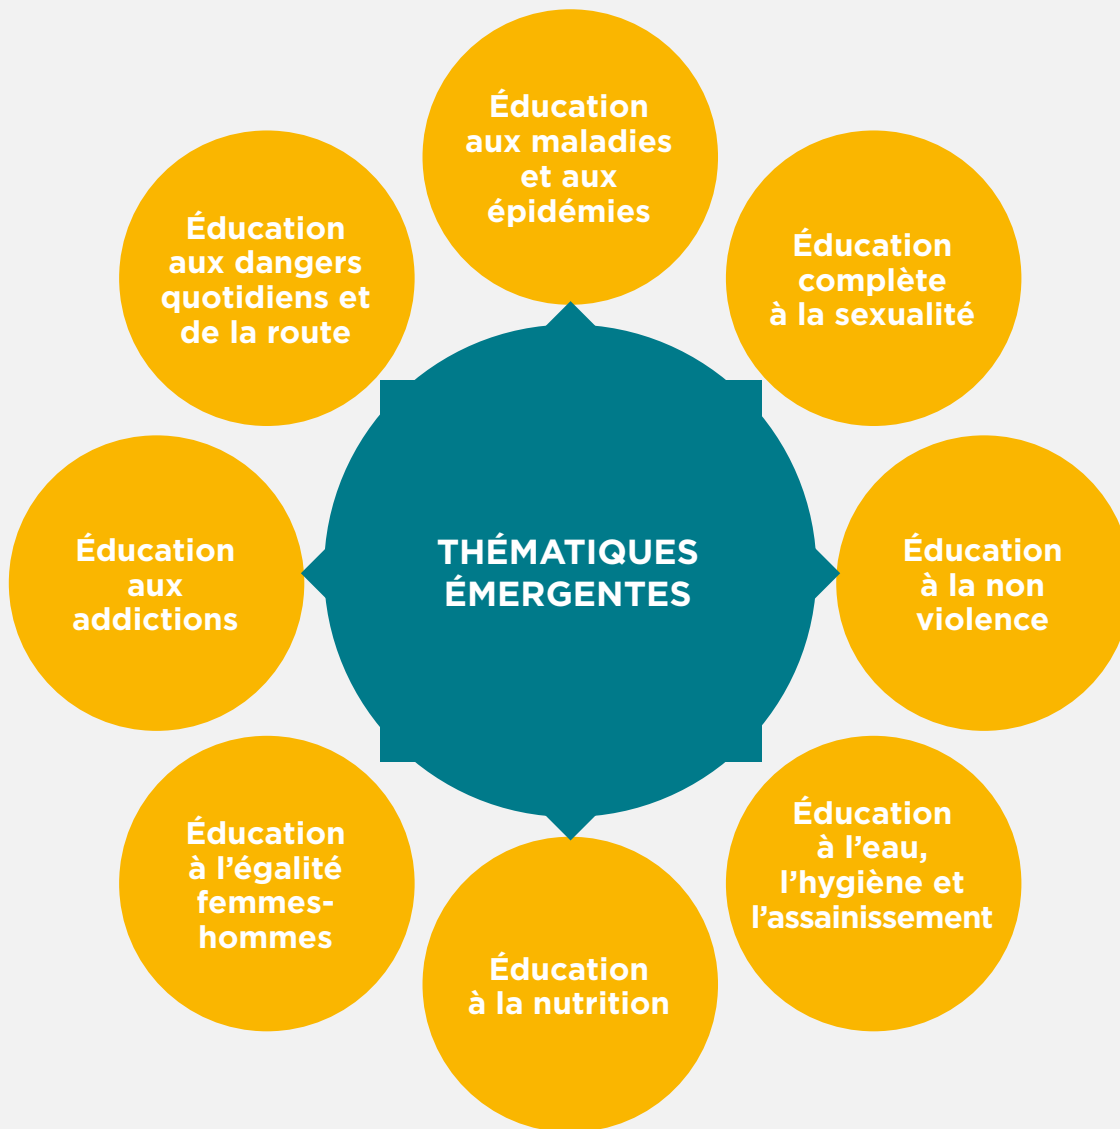 Éducation
aux maladies
et aux
épidémies
Éducation
complète
à la sexualité
Éducation
à la non
violence
Éducation
à l’eau,
l’hygiène et
l’assainissement
Éducation
à la nutrition
Éducation
à l’égalité
femmes-
hommes
Éducation
aux
addictions
Éducation
aux dangers
quotidiens et
de la route
THÉMATIQUES
ÉMERGENTES